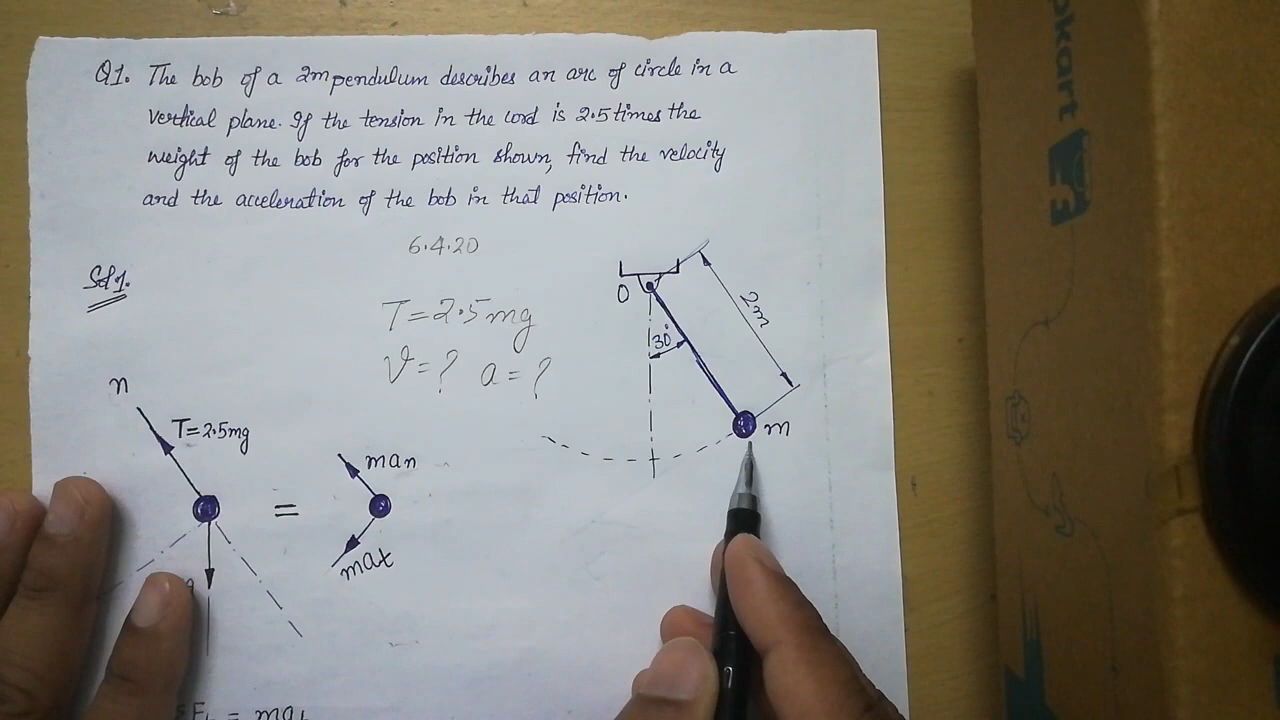 Q1. The bob of a 2m pendulum describes an arc of circle in a
vertical plane. If the tension in the cord is 2.5 times the
weight of the bob for the position shown, find the velocity
and the acceleration of the bob in that position.
6.4.20
Sol1.
T=2.5mg
v=? a=?
O
30°
2m
m
n
T=2.5mg
=
man
mat
= mat
okart